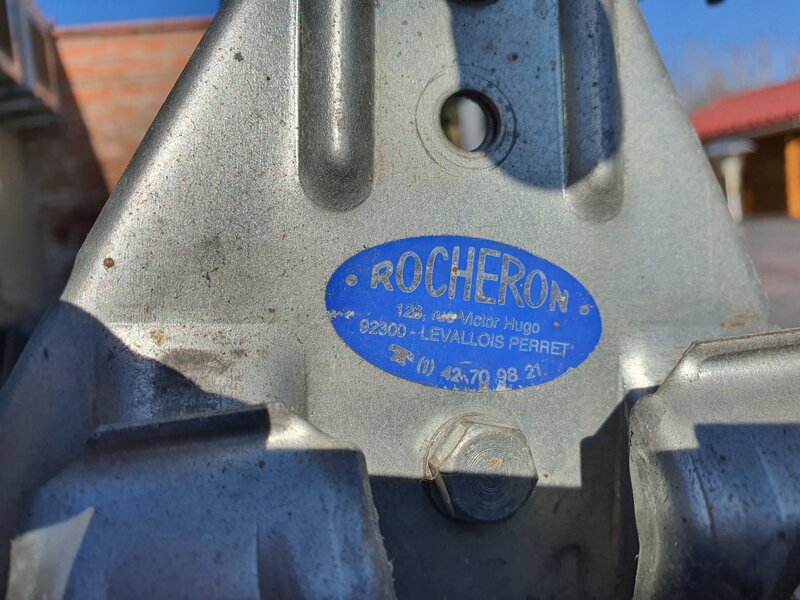 ROCHERON
128, rue Victor Hugo
92300 - LEVALLOIS PERRET
(1) 42 70 98 21